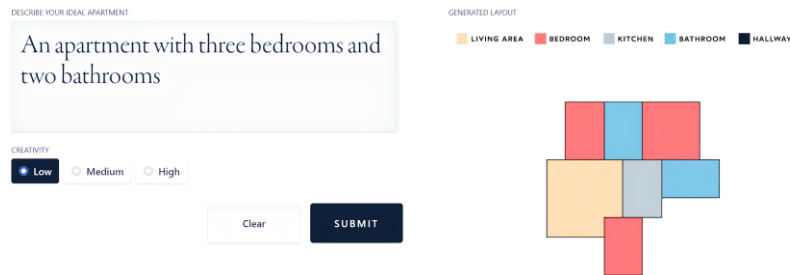 DESCRIBE YOUR IDEAL APARTMENT
An apartment with three bedrooms and
two bathrooms
CREATIVITY
Low Medium High
Clear SUBMIT
GENERATED LAYOUT
LIVING AREA BEDROOM KITCHEN BATHROOM HALLWAY